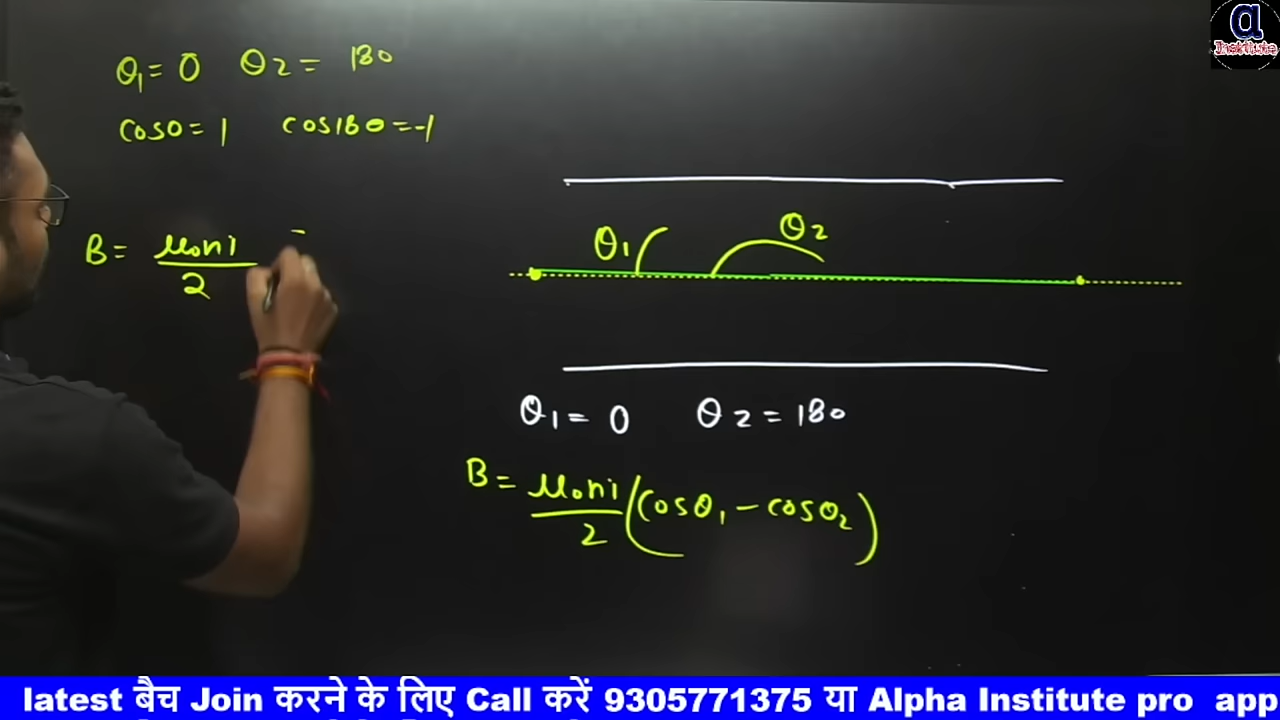 α
Institute
θ1 = 0 θ2 = 180
cos0 = 1 cos180 = -1
θ1 θ2
B = μ0ni
2
θ1 = 0 θ2 = 180
B = μ0ni/2 (cosθ1 - cosθ2)
latest बैच Join करने के लिए Call करें 9305771375 या Alpha Institute pro app